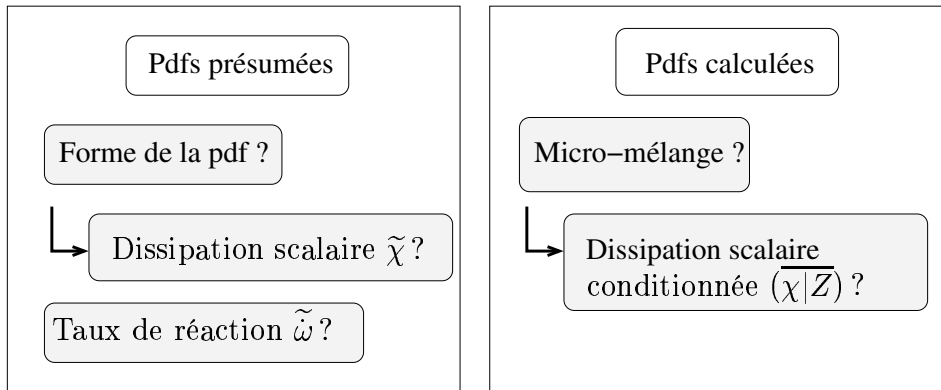 Pdfs présumées
Forme de la pdf ?
Dissipation scalaire χ̃ ?
Taux de réaction ω̇̃ ?
Pdfs calculées
Micro−mélange ?
Dissipation scalaire
conditionnée (χ|Z̅) ?